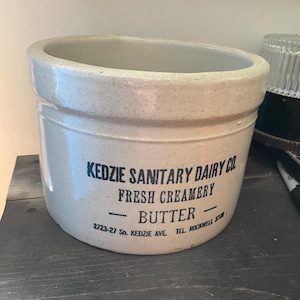 KEDZIE SANITARY DAIRY CO.
FRESH CREAMERY
— BUTTER —
2723-27 So. KEDZIE AVE. TEL. ROCKWELL